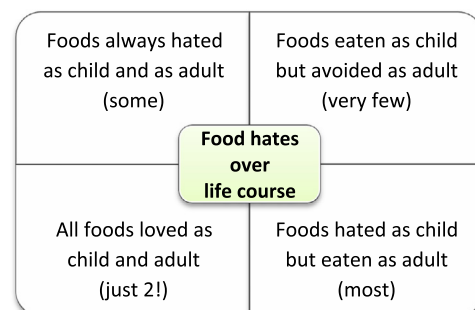 Foods always hated
as child and as adult
(some)
Foods eaten as child
but avoided as adult
(very few)
Food hates
over
life course
All foods loved as
child and adult
(just 2!)
Foods hated as child
but eaten as adult
(most)